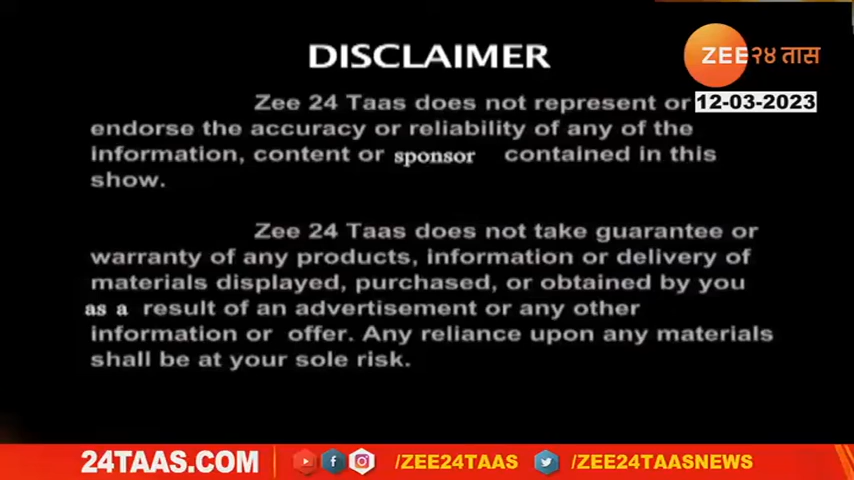 DISCLAIMER
ZEE २४ तास
12-03-2023
Zee 24 Taas does not represent or
endorse the accuracy or reliability of any of the
information, content or sponsor contained in this
show.
Zee 24 Taas does not take guarantee or
warranty of any products, information or delivery of
materials displayed, purchased, or obtained by you
as a result of an advertisement or any other
information or offer. Any reliance upon any materials
shall be at your sole risk.
24TAAS.COM /ZEE24TAAS /ZEE24TAASNEWS